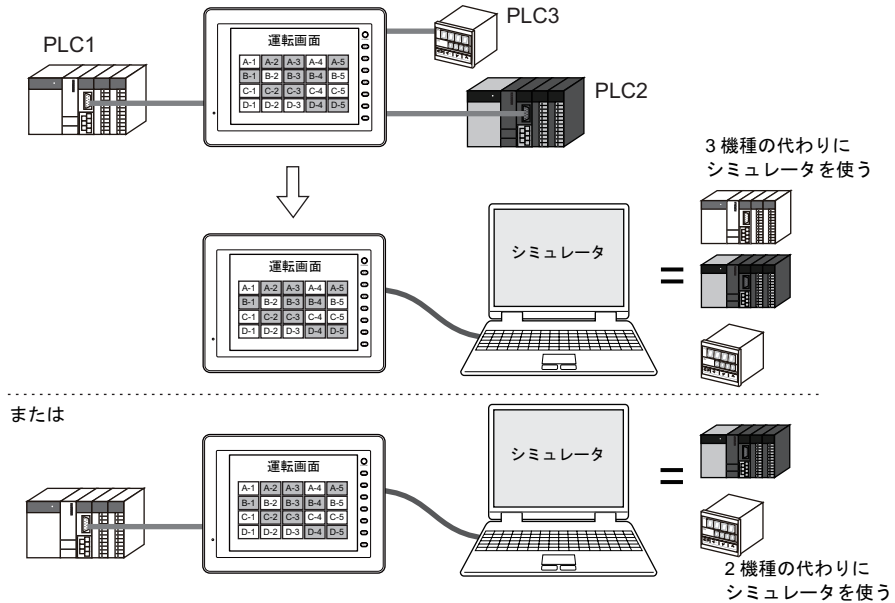 PLC1
運転画面
A-1 A-2 A-3 A-4 A-5
B-1 B-2 B-3 B-4 B-5
C-1 C-2 C-3 C-4 C-5
D-1 D-2 D-3 D-4 D-5
PLC3
PLC2
3 機種の代わりに
シミュレータを使う
運転画面
A-1 A-2 A-3 A-4 A-5
B-1 B-2 B-3 B-4 B-5
C-1 C-2 C-3 C-4 C-5
D-1 D-2 D-3 D-4 D-5
シミュレータ
=
または
運転画面
A-1 A-2 A-3 A-4 A-5
B-1 B-2 B-3 B-4 B-5
C-1 C-2 C-3 C-4 C-5
D-1 D-2 D-3 D-4 D-5
シミュレータ
=
2 機種の代わりに
シミュレータを使う